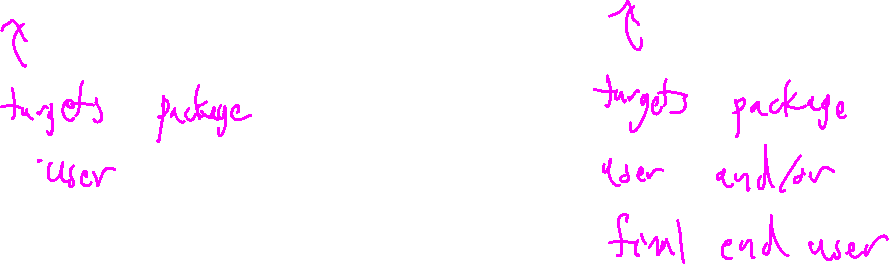 targets package
user
targets package
user and/or
final end user